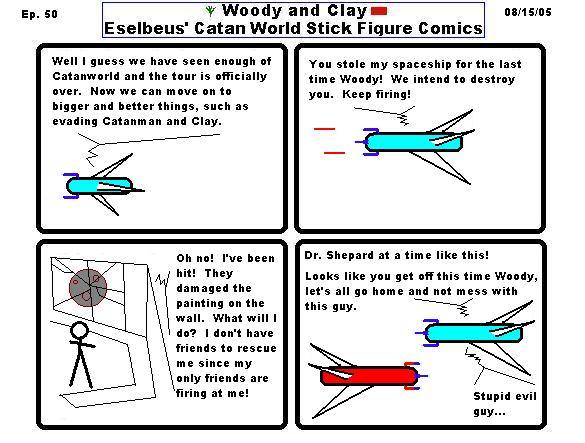 Ep. 50
Woody and Clay
08/15/05
Eselbeus' Catan World Stick Figure Comics
Well I guess we have seen enough of
Catanworld and the tour is officially
over. Now we can move on to
bigger and better things, such as
evading Catanman and Clay.
You stole my spaceship for the last
time Woody! We intend to destroy
you. Keep firing!
Oh no! I've been
hit! They
damaged the
painting on the
wall. What will I
do? I don't have
friends to rescue
me since my
only friends are
firing at me!
Dr. Shepard at a time like this!
Looks like you get off this time Woody,
let's all go home and not mess with
this guy.
Stupid evil
guy...